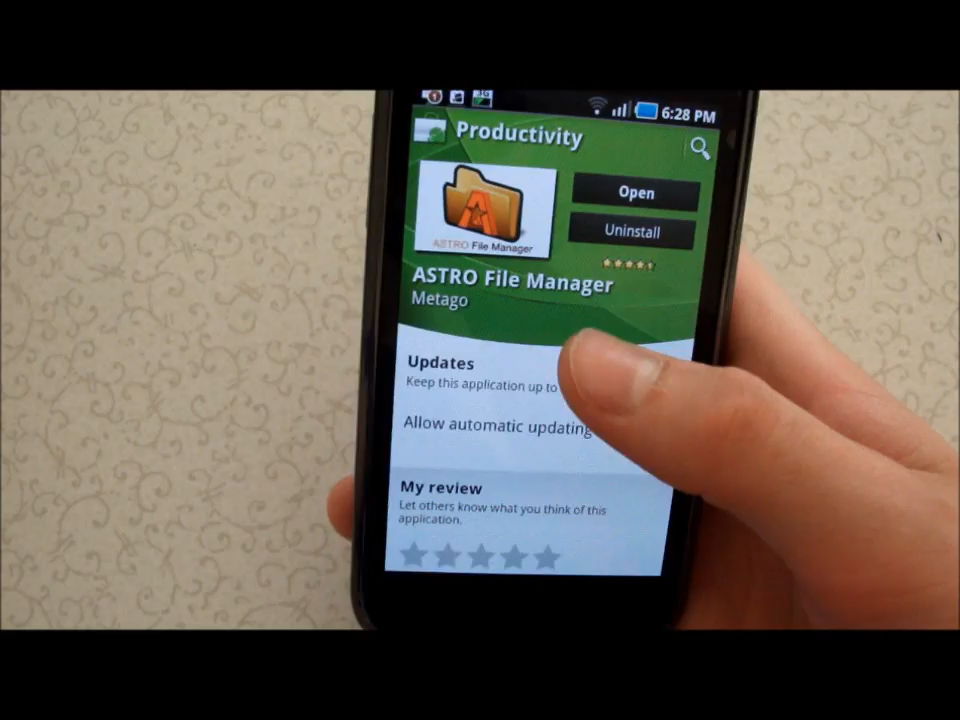 3G
6:28 PM
Productivity
Open
ASTRO File Manager
Uninstall
ASTRO File Manager
Metago
Updates
Keep this application up to
Allow automatic updating
My review
Let others know what you think of this
application.